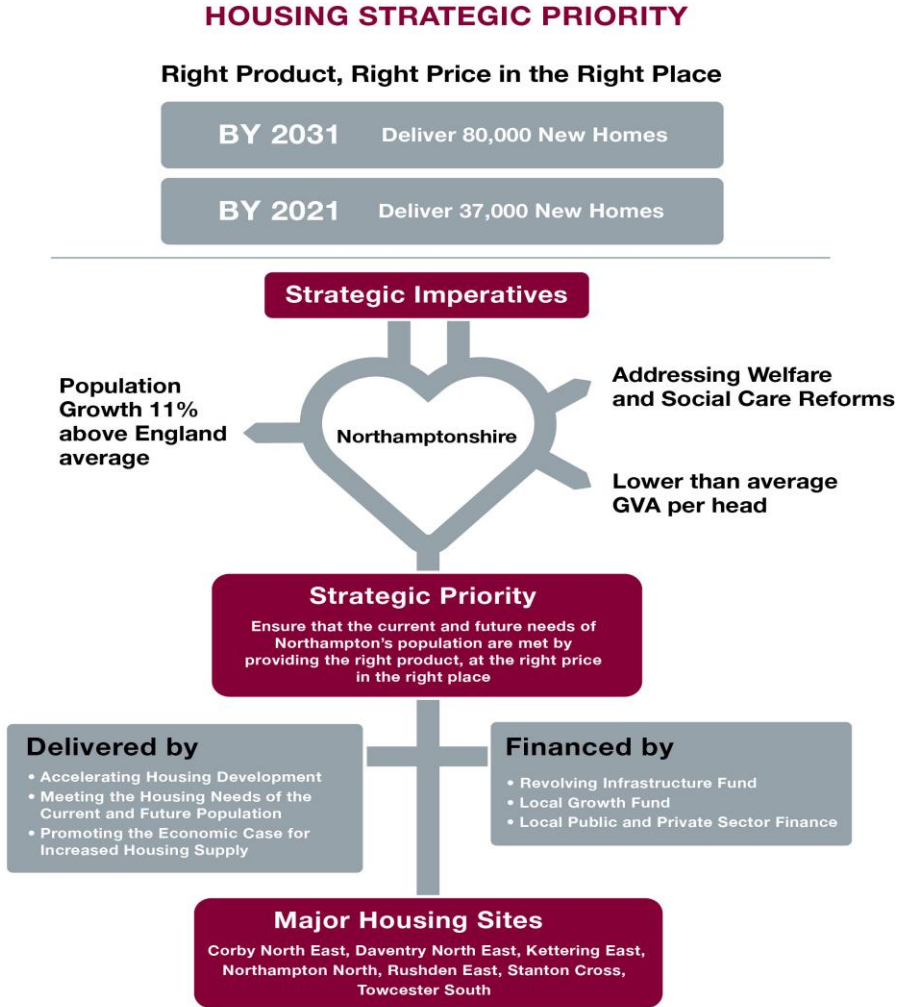 HOUSING STRATEGIC PRIORITY
Right Product, Right Price in the Right Place
BY 2031 Deliver 80,000 New Homes
BY 2021 Deliver 37,000 New Homes
Strategic Imperatives
Population
Growth 11%
above England
average
Northamptonshire
Addressing Welfare
and Social Care Reforms
Lower than average
GVA per head
Strategic Priority
Ensure that the current and future needs of
Northampton's population are met by
providing the right product, at the right price
in the right place
Delivered by
• Accelerating Housing Development
• Meeting the Housing Needs of the
Current and Future Population
• Promoting the Economic Case for
Increased Housing Supply
Financed by
• Revolving Infrastructure Fund
• Local Growth Fund
• Local Public and Private Sector Finance
Major Housing Sites
Corby North East, Daventry North East, Kettering East,
Northampton North, Rushden East, Stanton Cross,
Towcester South